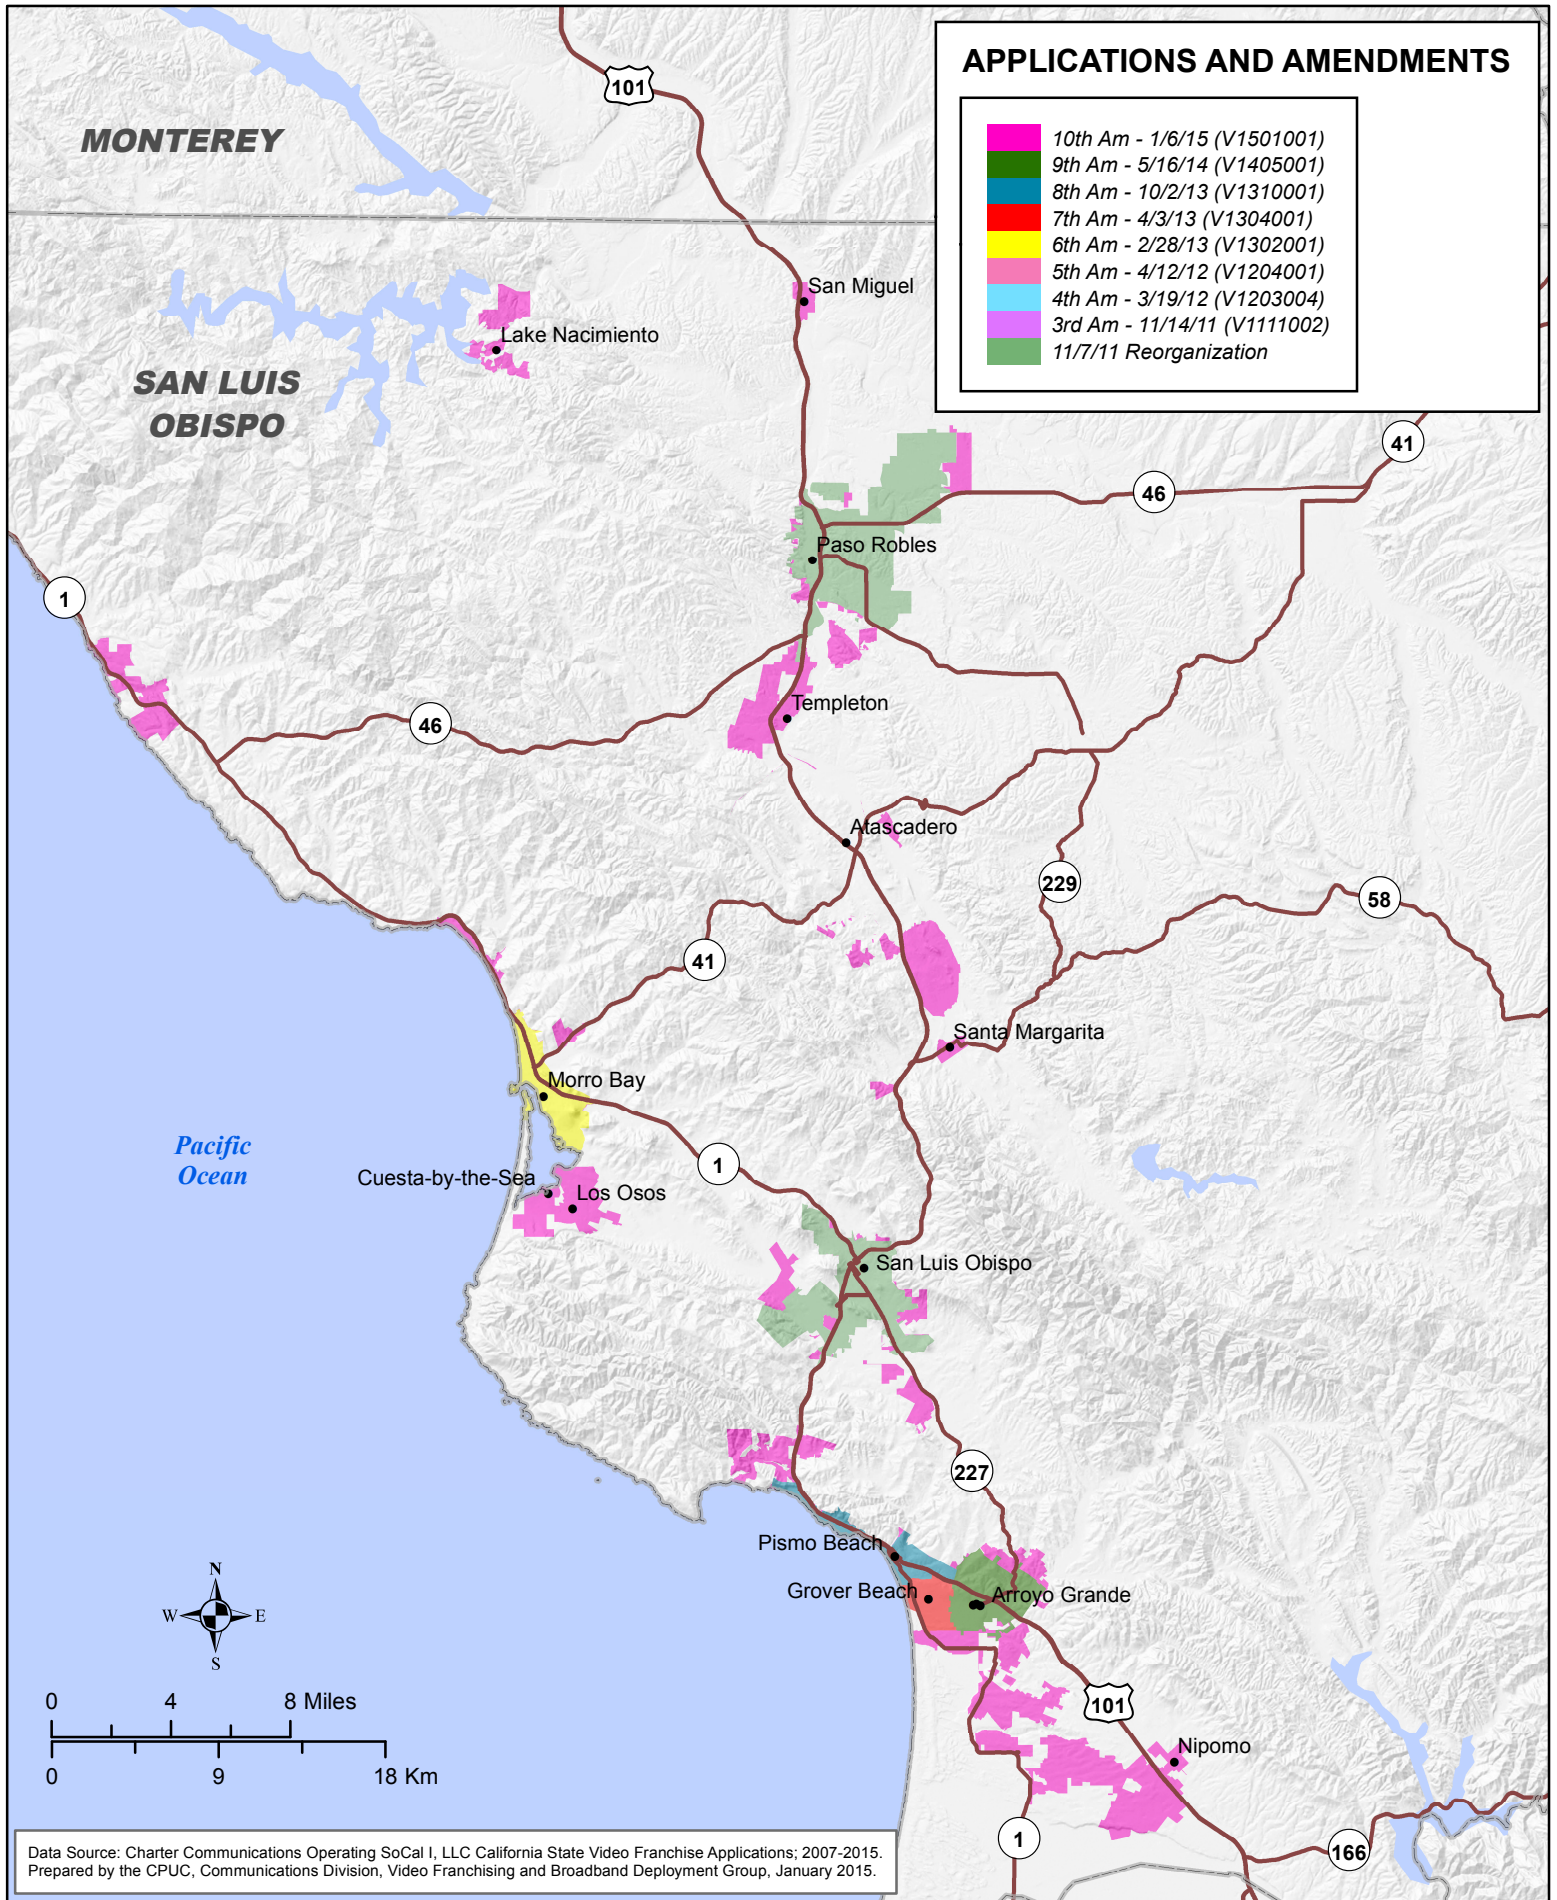 APPLICATIONS AND AMENDMENTS
10th Am - 1/6/15 (V1501001)
9th Am - 5/16/14 (V1405001)
8th Am - 10/2/13 (V1310001)
7th Am - 4/3/13 (V1304001)
6th Am - 2/28/13 (V1302001)
5th Am - 4/12/12 (V1204001)
4th Am - 3/19/12 (V1203004)
3rd Am - 11/14/11 (V1111002)
11/7/11 Reorganization
101
MONTEREY
San Miguel
Lake Nacimiento
SAN LUIS
OBISPO
41
46
Paso Robles
1
Templeton
46
Atascadero
229
58
41
Santa Margarita
Morro Bay
Pacific
Ocean
1
Cuesta-by-the-Sea
Los Osos
San Luis Obispo
227
Pismo Beach
Grover Beach
Arroyo Grande
N
W
E
S
101
0
4
8 Miles
Nipomo
0
9
18 Km
1
166
Data Source: Charter Communications Operating SoCal I, LLC California State Video Franchise Applications; 2007-2015.
Prepared by the CPUC, Communications Division, Video Franchising and Broadband Deployment Group, January 2015.